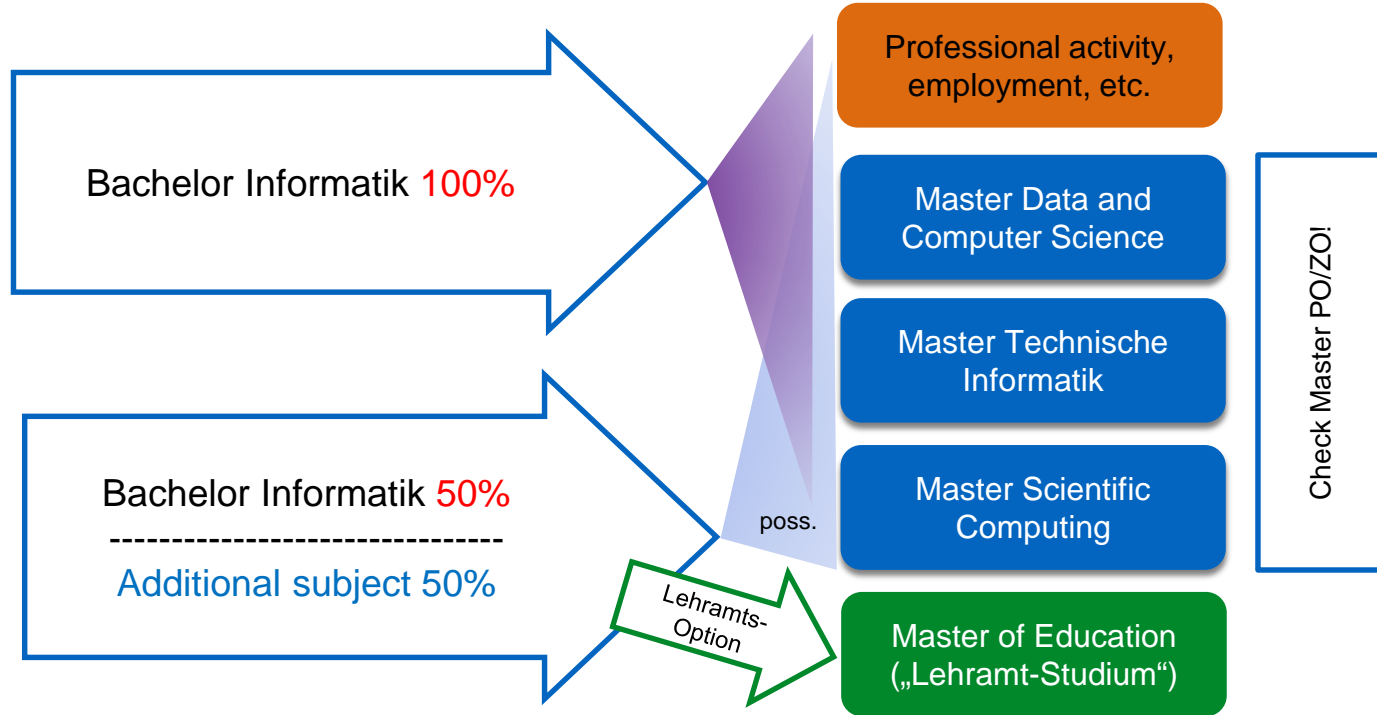 Bachelor Informatik 100%
Bachelor Informatik 50%
----------------------------------
Additional subject 50%
poss.
Lehramts-
Option
Professional activity,
employment, etc.
Master Data and
Computer Science
Master Technische
Informatik
Master Scientific
Computing
Master of Education
(„Lehramt-Studium“)
Check Master PO/ZO!